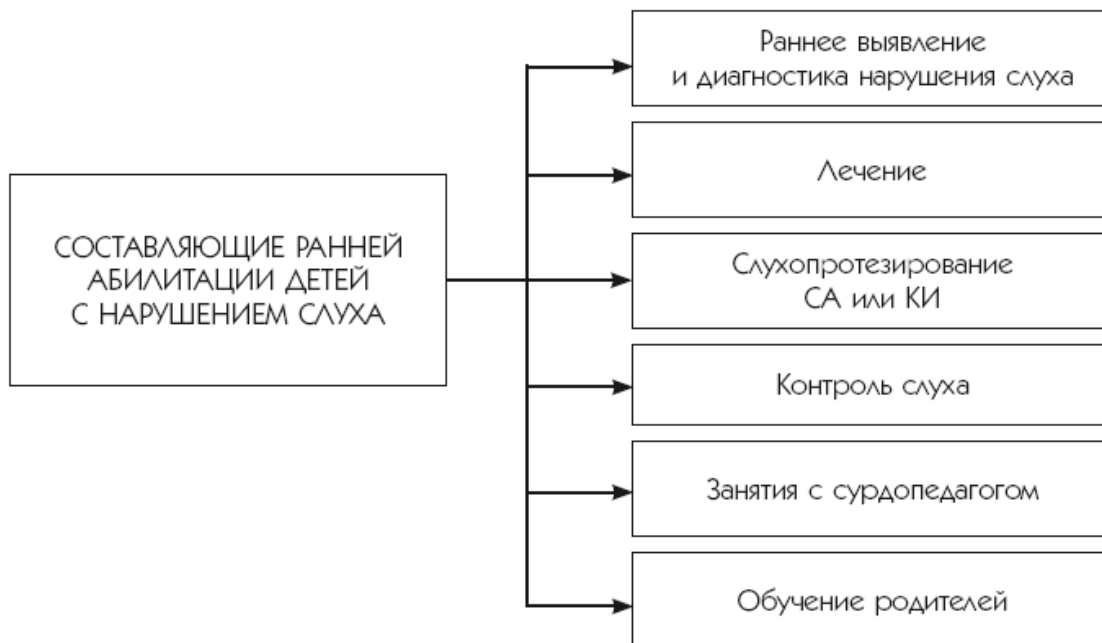 СОСТАВЛЯЮЩИЕ РАННЕЙ
АБИЛИТАЦИИ ДЕТЕЙ
С НАРУШЕНИЕМ СЛУХА
Раннее выявление
и диагностика нарушения слуха
Лечение
Слухопротезирование
СА или КИ
Контроль слуха
Занятия с сурдопедагогом
Обучение родителей